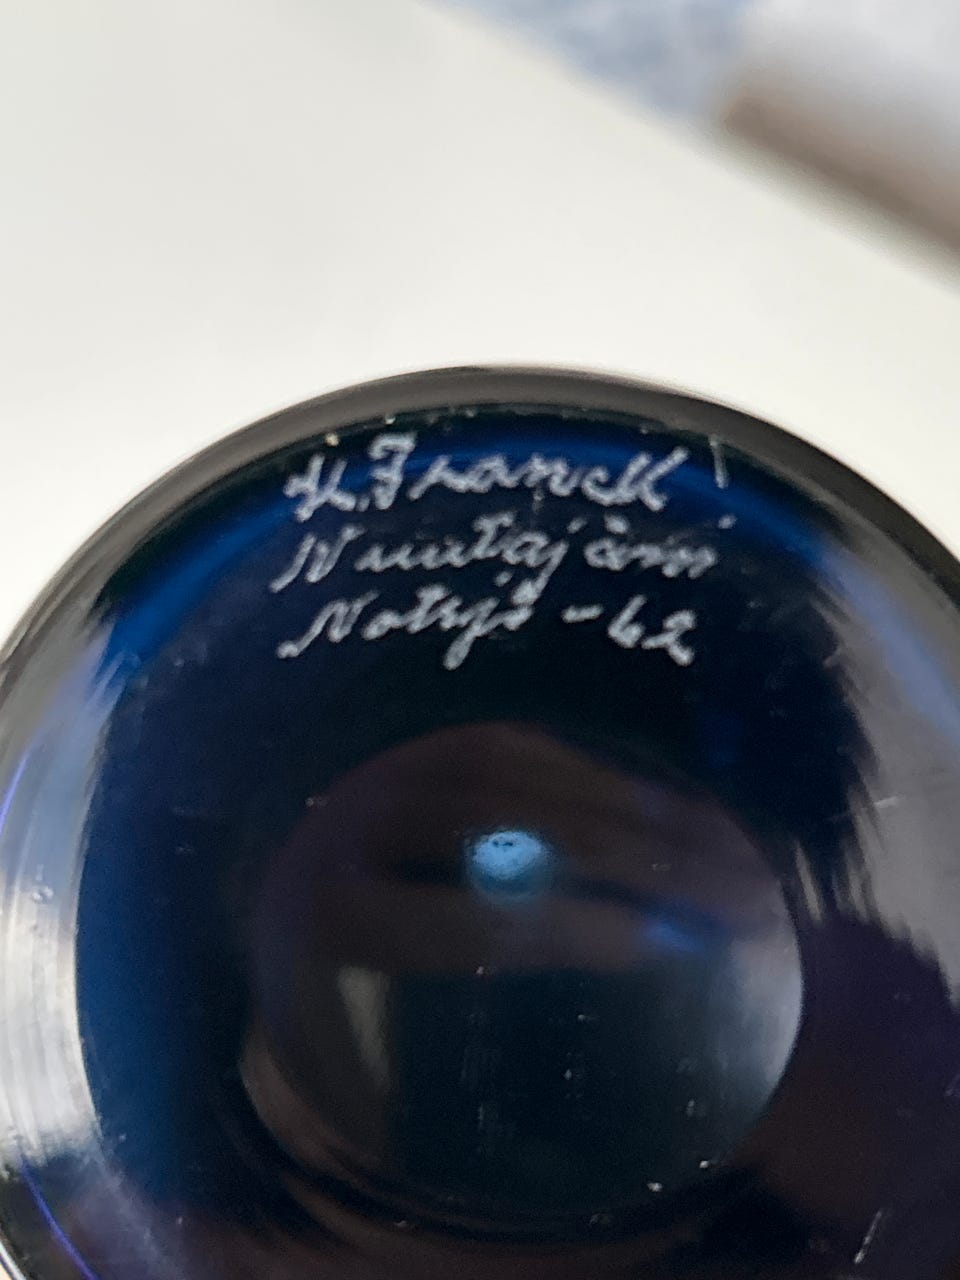 K.Franck
Nuutajärvi
Notsjö -62